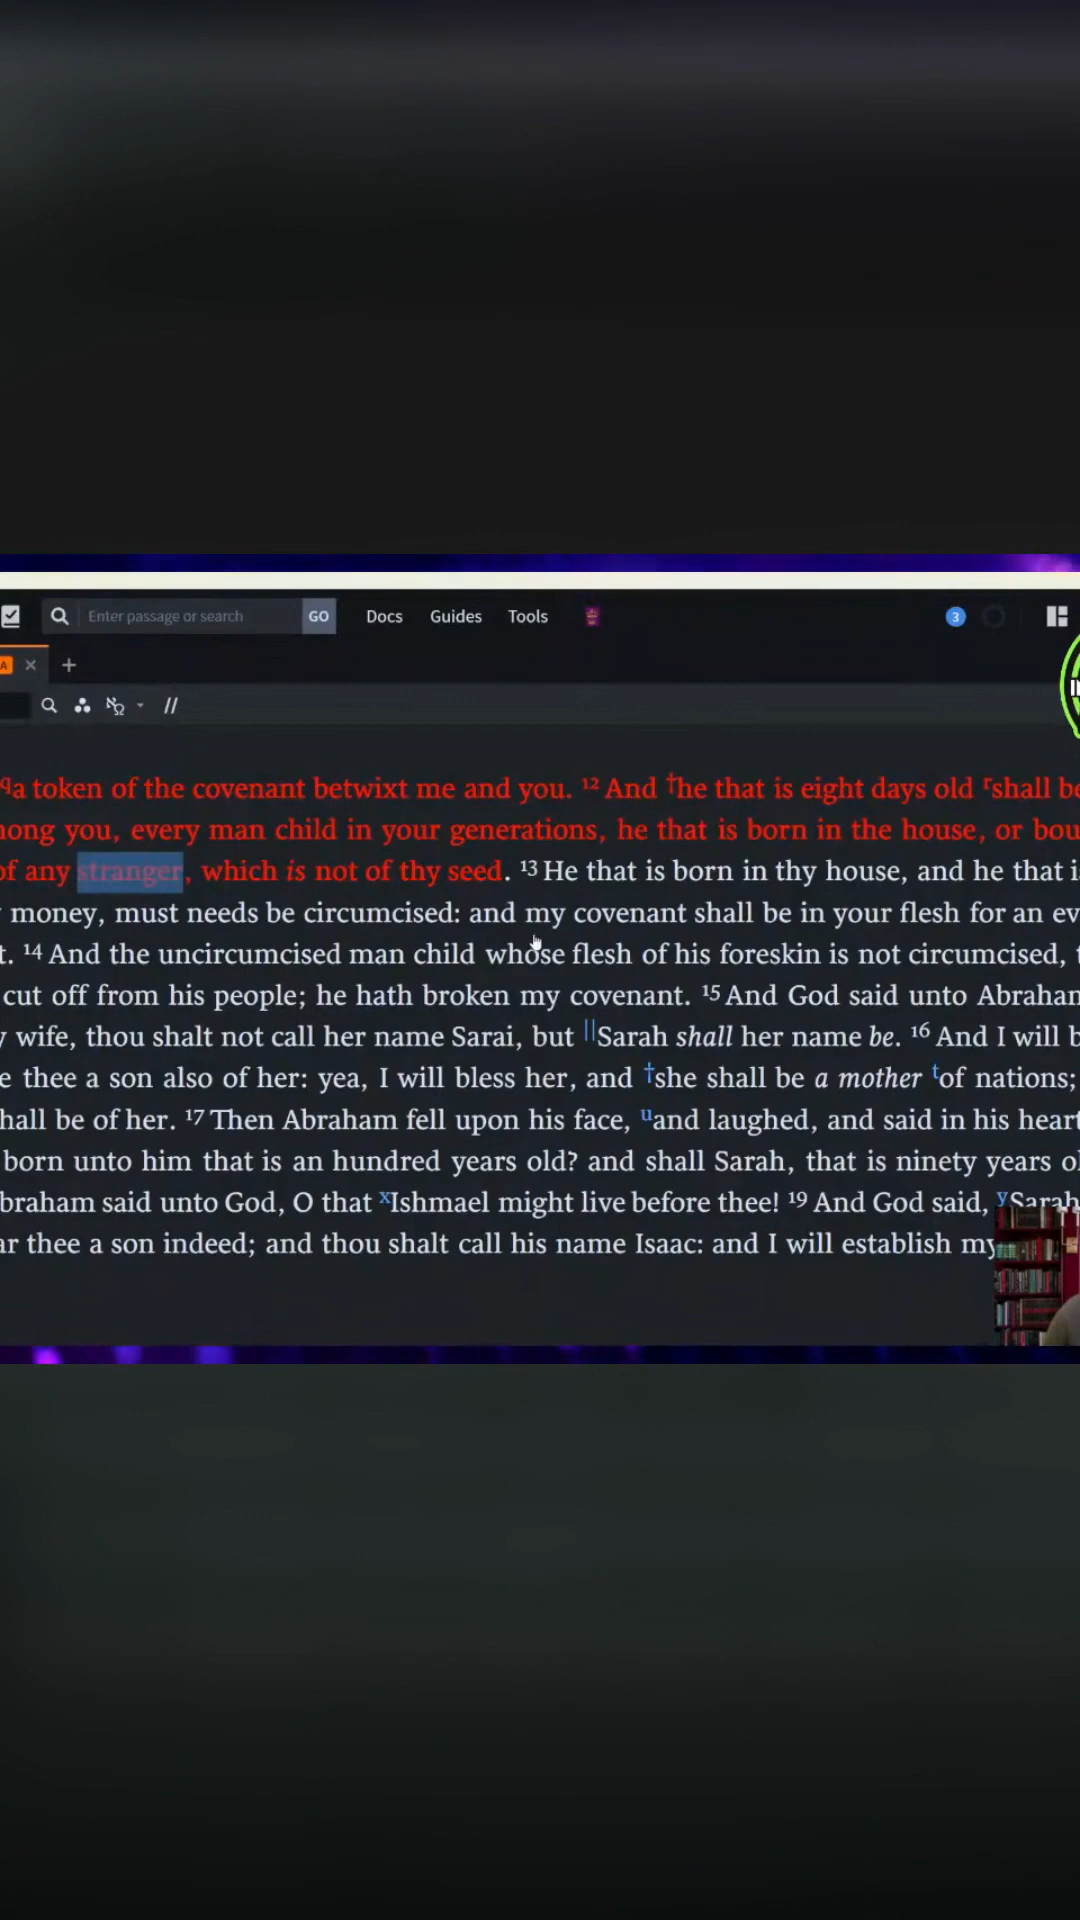 Enter passage or search GO Docs Guides Tools 3
A
//
qa token of the covenant betwixt me and you. 12 And †he that is eight days old rshall be
ong you, every man child in your generations, he that is born in the house, or bou
of any stranger, which is not of thy seed. 13 He that is born in thy house, and he that i
money, must needs be circumcised: and my covenant shall be in your flesh for an ev
t. 14 And the uncircumcised man child whose flesh of his foreskin is not circumcised, t
cut off from his people; he hath broken my covenant. 15 And God said unto Abraham
y wife, thou shalt not call her name Sarai, but ||Sarah shall her name be. 16 And I will b
e thee a son also of her: yea, I will bless her, and †she shall be a mother tof nations;
hall be of her. 17 Then Abraham fell upon his face, uand laughed, and said in his heart
born unto him that is an hundred years old? and shall Sarah, that is ninety years ol
braham said unto God, O that xIshmael might live before thee! 19 And God said, ySarah
ar thee a son indeed; and thou shalt call his name Isaac: and I will establish my